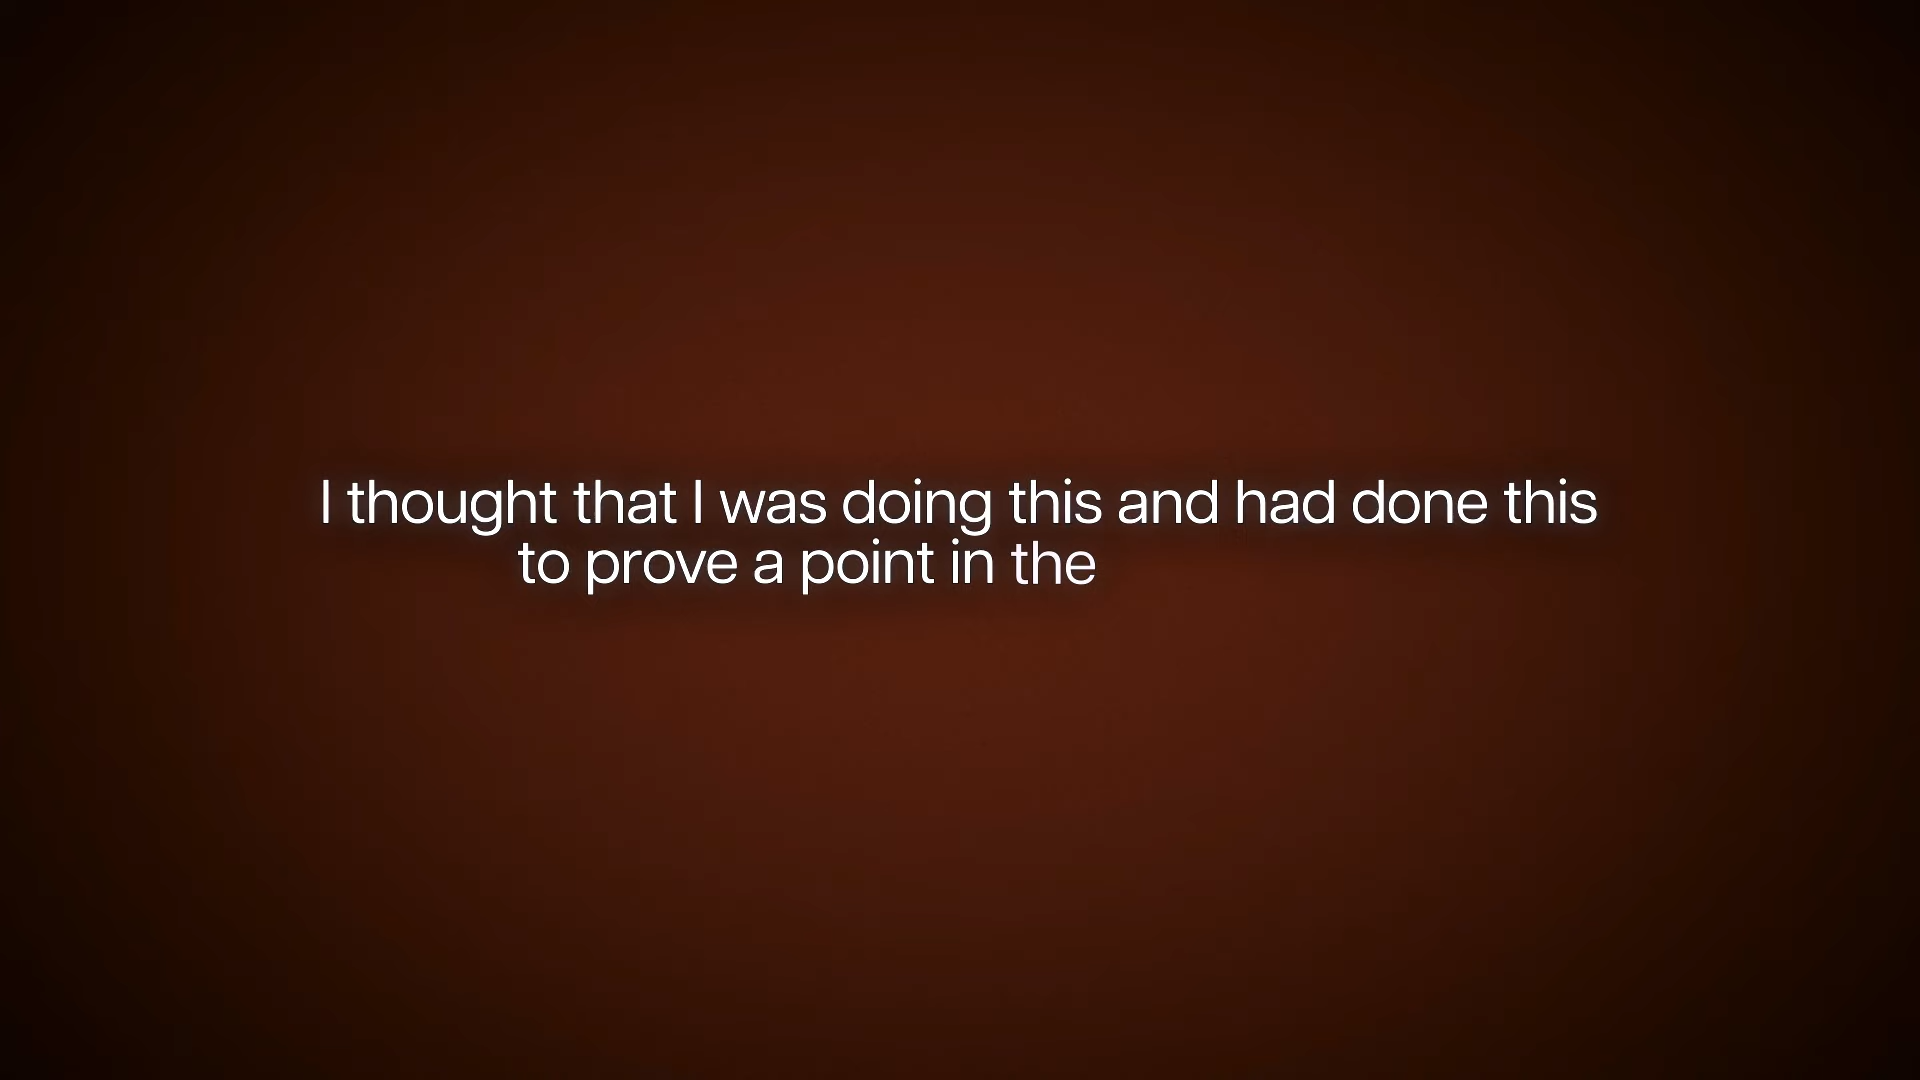 I thought that I was doing this and had done this
to prove a point in the